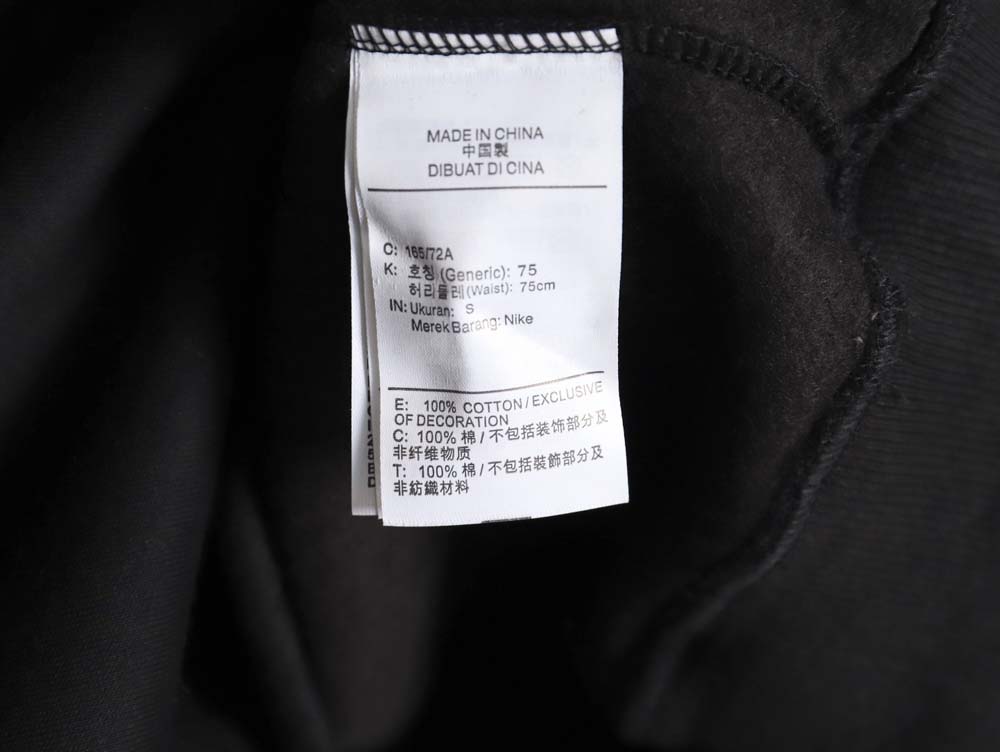 MADE IN CHINA
中国製
DIBUAT DI CINA
C: 165/72A
K: 호칭 (Generic): 75
허리둘레(Waist): 75cm
IN: Ukuran: S
Merek Barang: Nike
E: 100% COTTON / EXCLUSIVE
OF DECORATION
C: 100% 棉 / 不包括装饰部分及
非纤维物质
T: 100% 棉 / 不包括裝飾部分及
非紡織材料